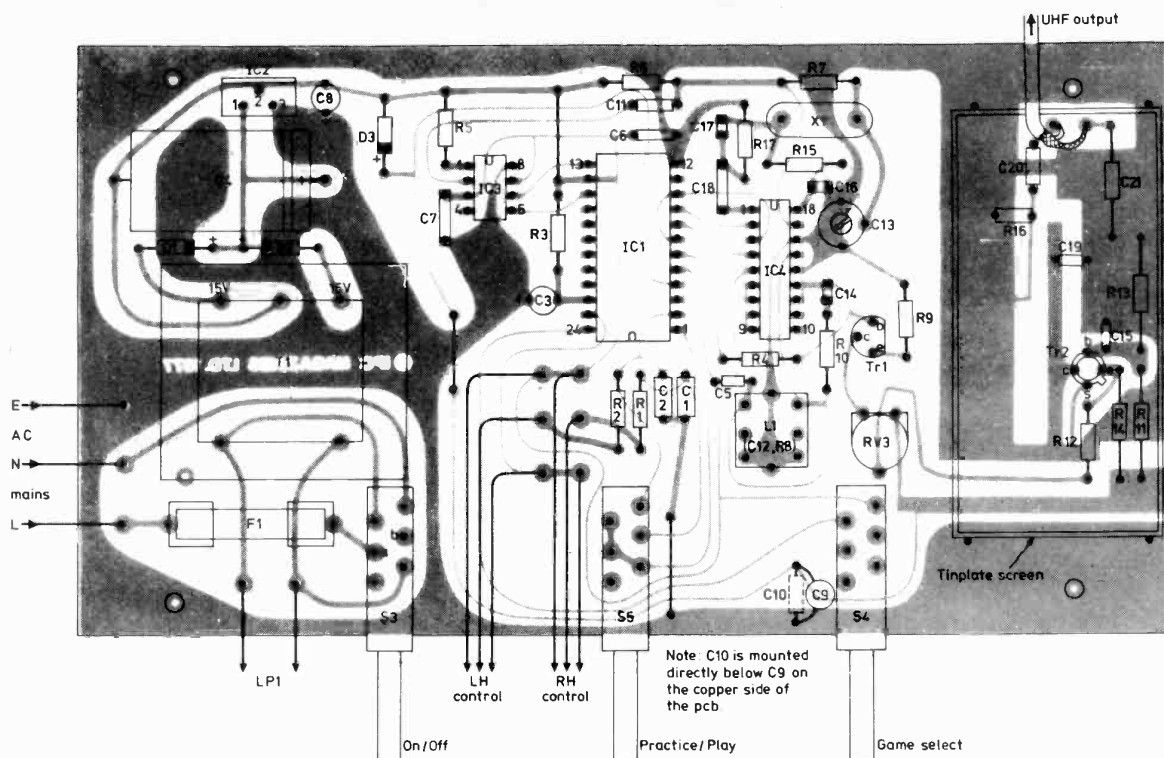 UHF output
IC2
1 2 3
C8
R6
R7
C11
D3
R5
C6
C17
R17
X1
R15
C20
C21
13
12
4
8
IC3
C7
4
5
C18
C16
1
18
C13
R16
R3
IC1
IC4
C19
15V
15V
C3
C14
R9
R13
24
1
9
10
R 10
b
c
e
Tr1
C15
T1
R4
Tr2
b
c
e
s
E
AC
N
mains
L
R 2
R 1
C 2
C 1
C5
L1
C12,R8
RV3
R12
R 14
R 11
F1
a
b
Tinplate screen
C10
C9
S3
S5
S4
LP1
LH
control
RH
control
Note: C10 is mounted
directly below C9 on
the copper side of
the pcb.
On/Off
Practice/Play
Game select